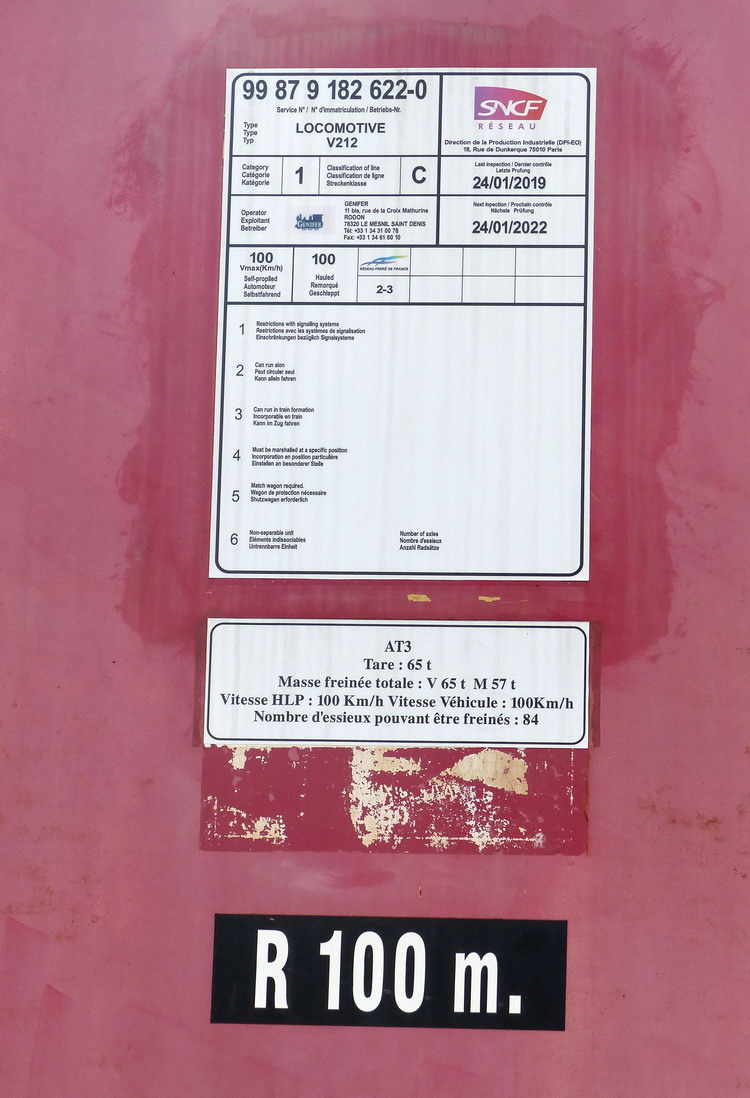 99 87 9 182 622-0
Service N° / N° d'immatriculation / Betriebs-Nr.
Type
Type
Typ
LOCOMOTIVE
V212
SNCF
RÉSEAU
Direction de la Production Industrielle (DPI-EO)
18, Rue de Dunkerque 75010 Paris
Category
Catégorie
Kategórie
1
Classification of line
Classification de ligne
Streckenklasse
C
Last inspection / Dernier contrôle
Letzte Prufung
24/01/2019
Operator
Exploitant
Betreiber
GENIFER
GENIFER
11 bis, rue de la Croix Mathurine
RODON
78320 LE MESNIL SAINT DENIS
Tél: +33 1 34 31 00 78
Fax: +33 1 34 61 60 10
Next inpection / Prochain contrôle
Nächste Prüfung
24/01/2022
100
Vmax(Km/h)
Self-proplled
Automoteur
Selbstfahrend
100
Hauled
Remorqué
Geschleppt
RÉSEAU FERRÉ DE FRANCE
2-3
1
Restrictions with signalling systems
Restrictions avec les systèmes de signalisation
Einschränkungen bezüglich Signalsysteme
2
Can run alon
Peut circuler seul
Kann allein fahren
3
Can run in train formation
Incorporable en train
Kann im Zug fahren
4
Must be marshalled at a specific position
Incorporation en position particulière
Einstellen an besonderer Stelle
5
Match wagon required.
Wagon de protection nécessaire
Shutzwagen erforderlich
6
Non-separable unit
Eléments indissociables
Untrennbarre Einheit
Number of axles
Nombre d'essieux
Anzahl Radsätze
AT3
Tare : 65 t
Masse freinée totale : V 65 t M 57 t
Vitesse HLP : 100 Km/h Vitesse Véhicule : 100Km/h
Nombre d'essieux pouvant être freinés : 84
R 100 m.